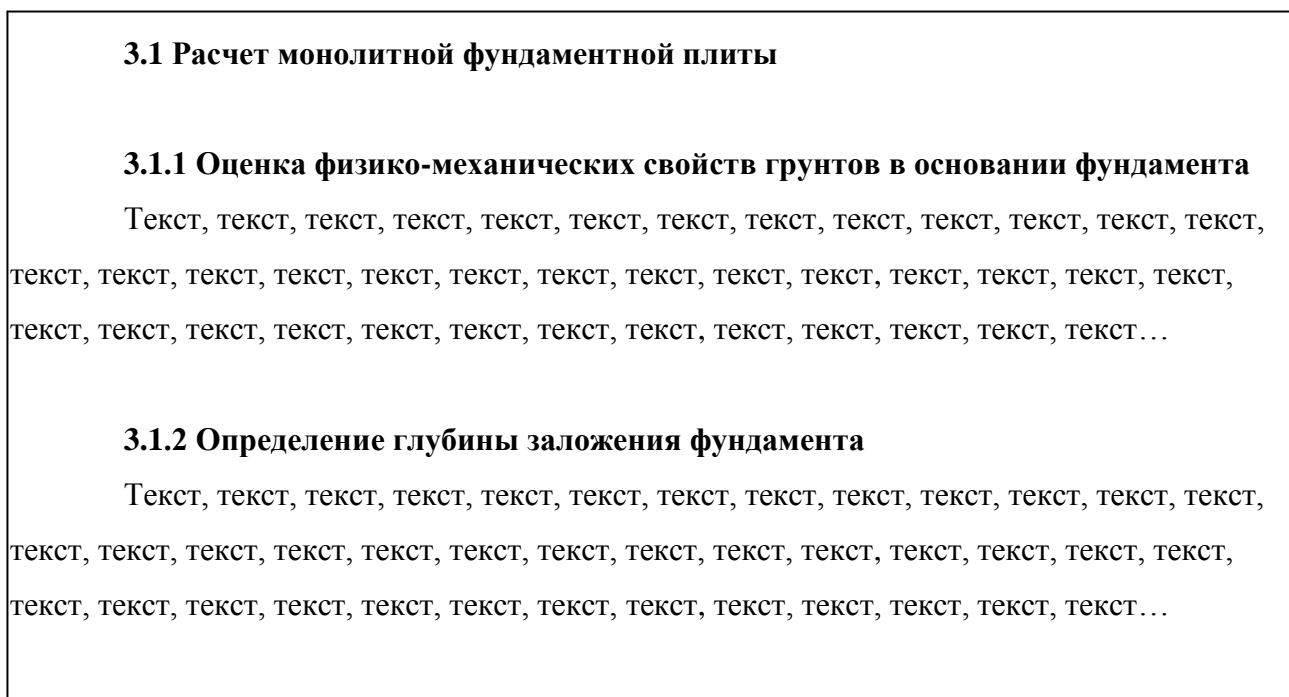 3.1 Расчет монолитной фундаментной плиты
3.1.1 Оценка физико-механических свойств грунтов в основании фундамента
Текст, текст, текст, текст, текст, текст, текст, текст, текст, текст, текст, текст, текст,
текст, текст, текст, текст, текст, текст, текст, текст, текст, текст, текст, текст, текст, текст,
текст, текст, текст, текст, текст, текст, текст, текст, текст, текст, текст, текст, текст…
3.1.2 Определение глубины заложения фундамента
Текст, текст, текст, текст, текст, текст, текст, текст, текст, текст, текст, текст, текст,
текст, текст, текст, текст, текст, текст, текст, текст, текст, текст, текст, текст, текст, текст,
текст, текст, текст, текст, текст, текст, текст, текст, текст, текст, текст, текст, текст…